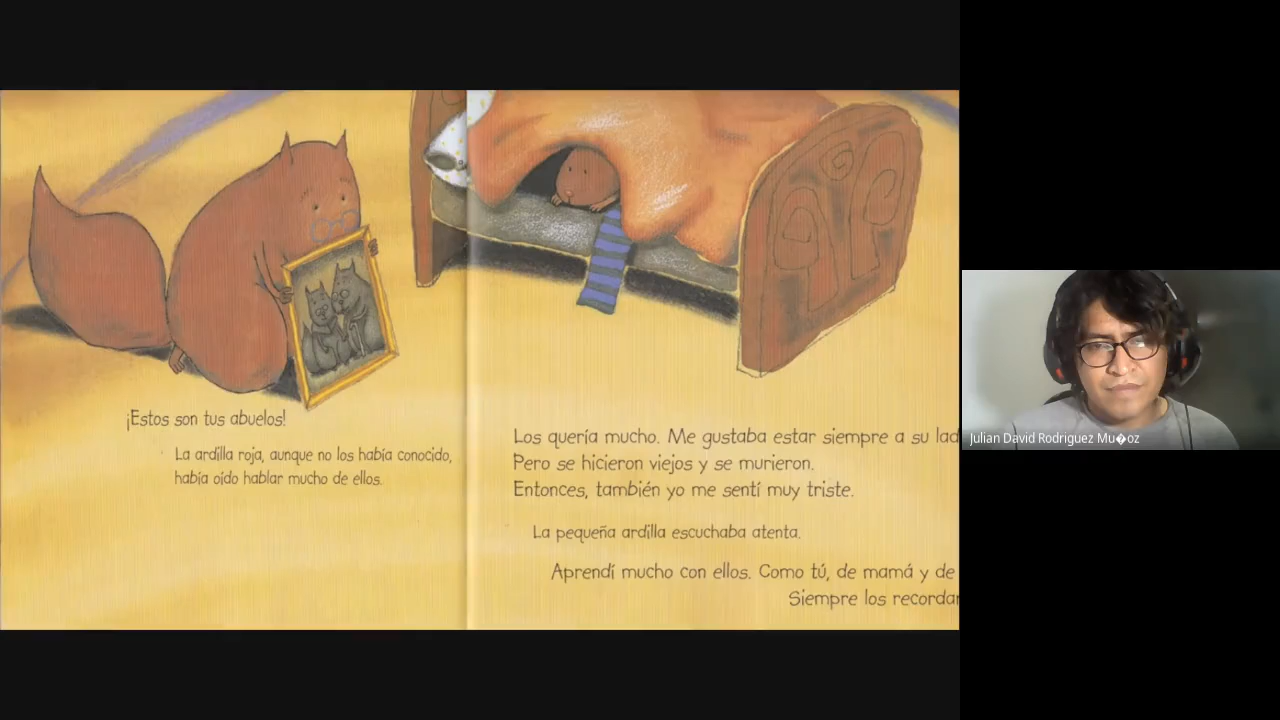 ¡Estos son tus abuelos!
La ardilla roja, aunque no los había conocido,
había oído hablar mucho de ellos.
Los quería mucho. Me gustaba estar siempre a su lad
Pero se hicieron viejos y se murieron.
Entonces, también yo me sentí muy triste.
La pequeña ardilla escuchaba atenta.
Aprendí mucho con ellos. Como tú, de mamá y de
Siempre los recordar
Julian David Rodriguez Mu�oz